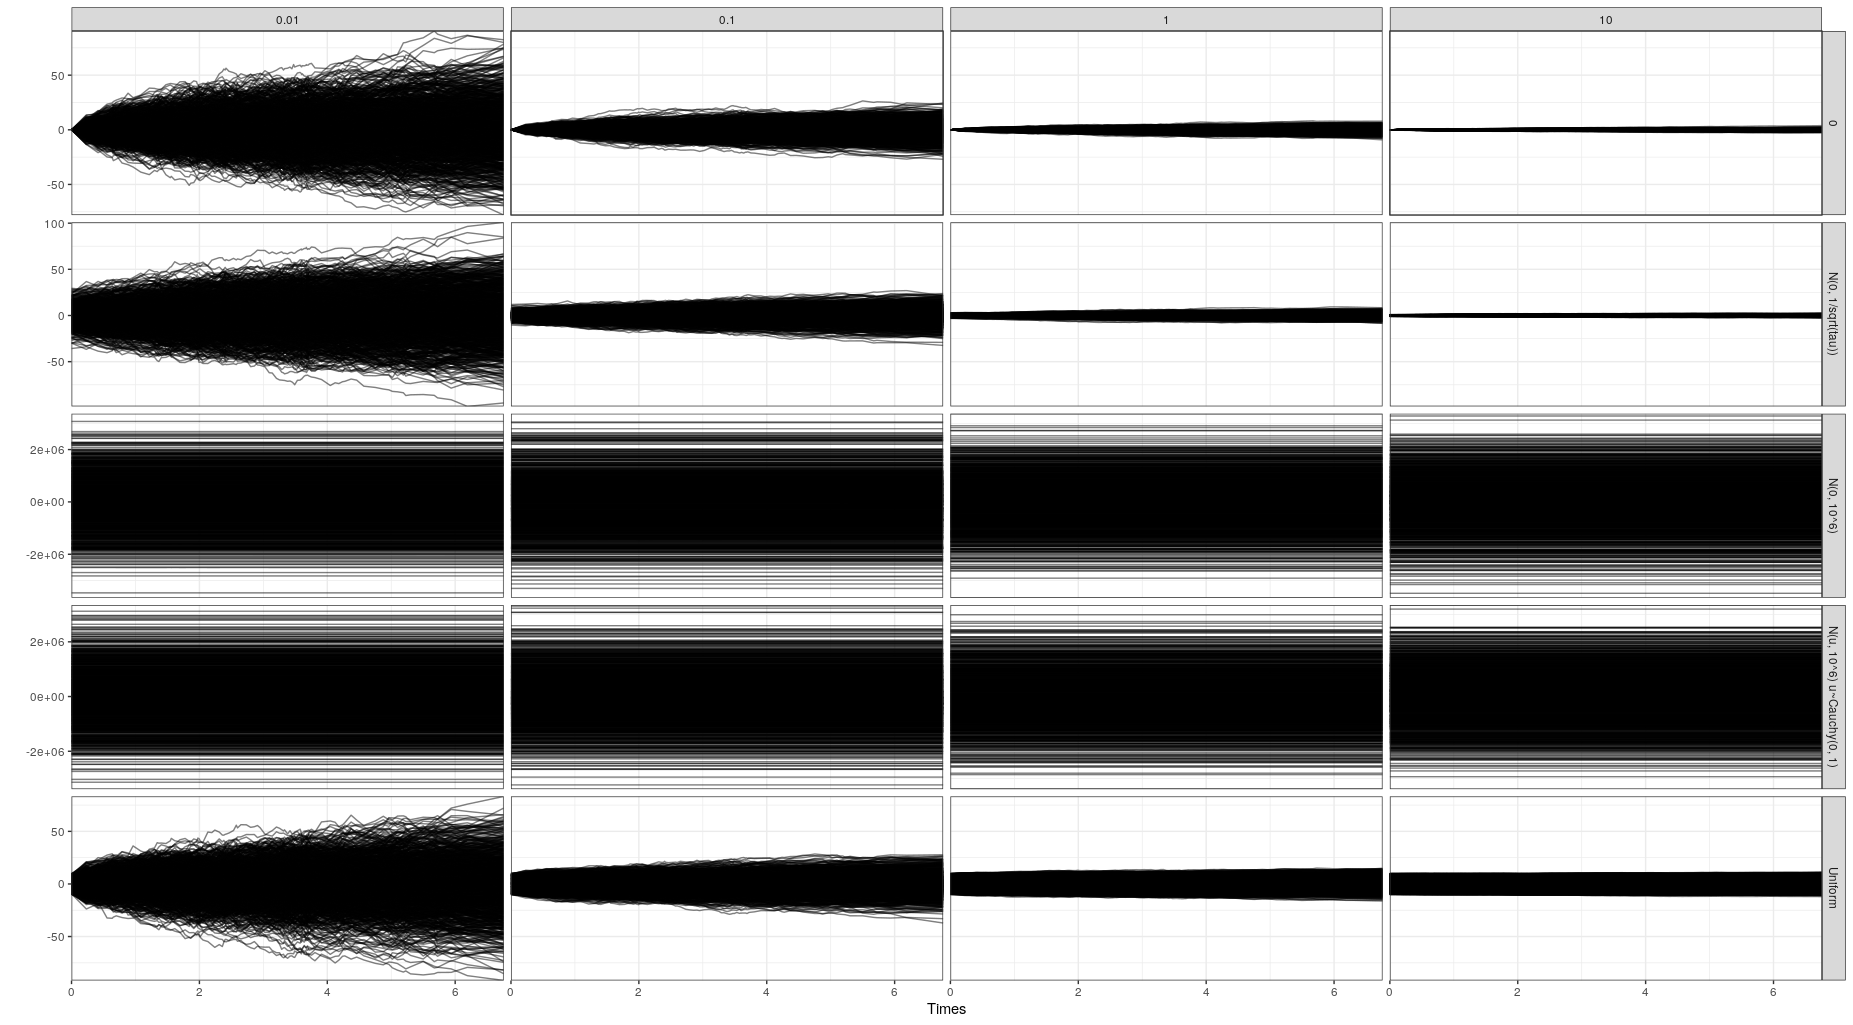 0.01
0.1
1
10
50
0
-50
0
100
50
0
-50
N(0, 1/sqrt(tau))
2e+06
0e+00
-2e+06
N(0, 10^6)
2e+06
0e+00
-2e+06
N(u, 10^6) u~Cauchy(0, 1)
50
0
-50
Uniform
0 2 4 6 0 2 4 6 0 2 4 6 0 2 4 6
Times